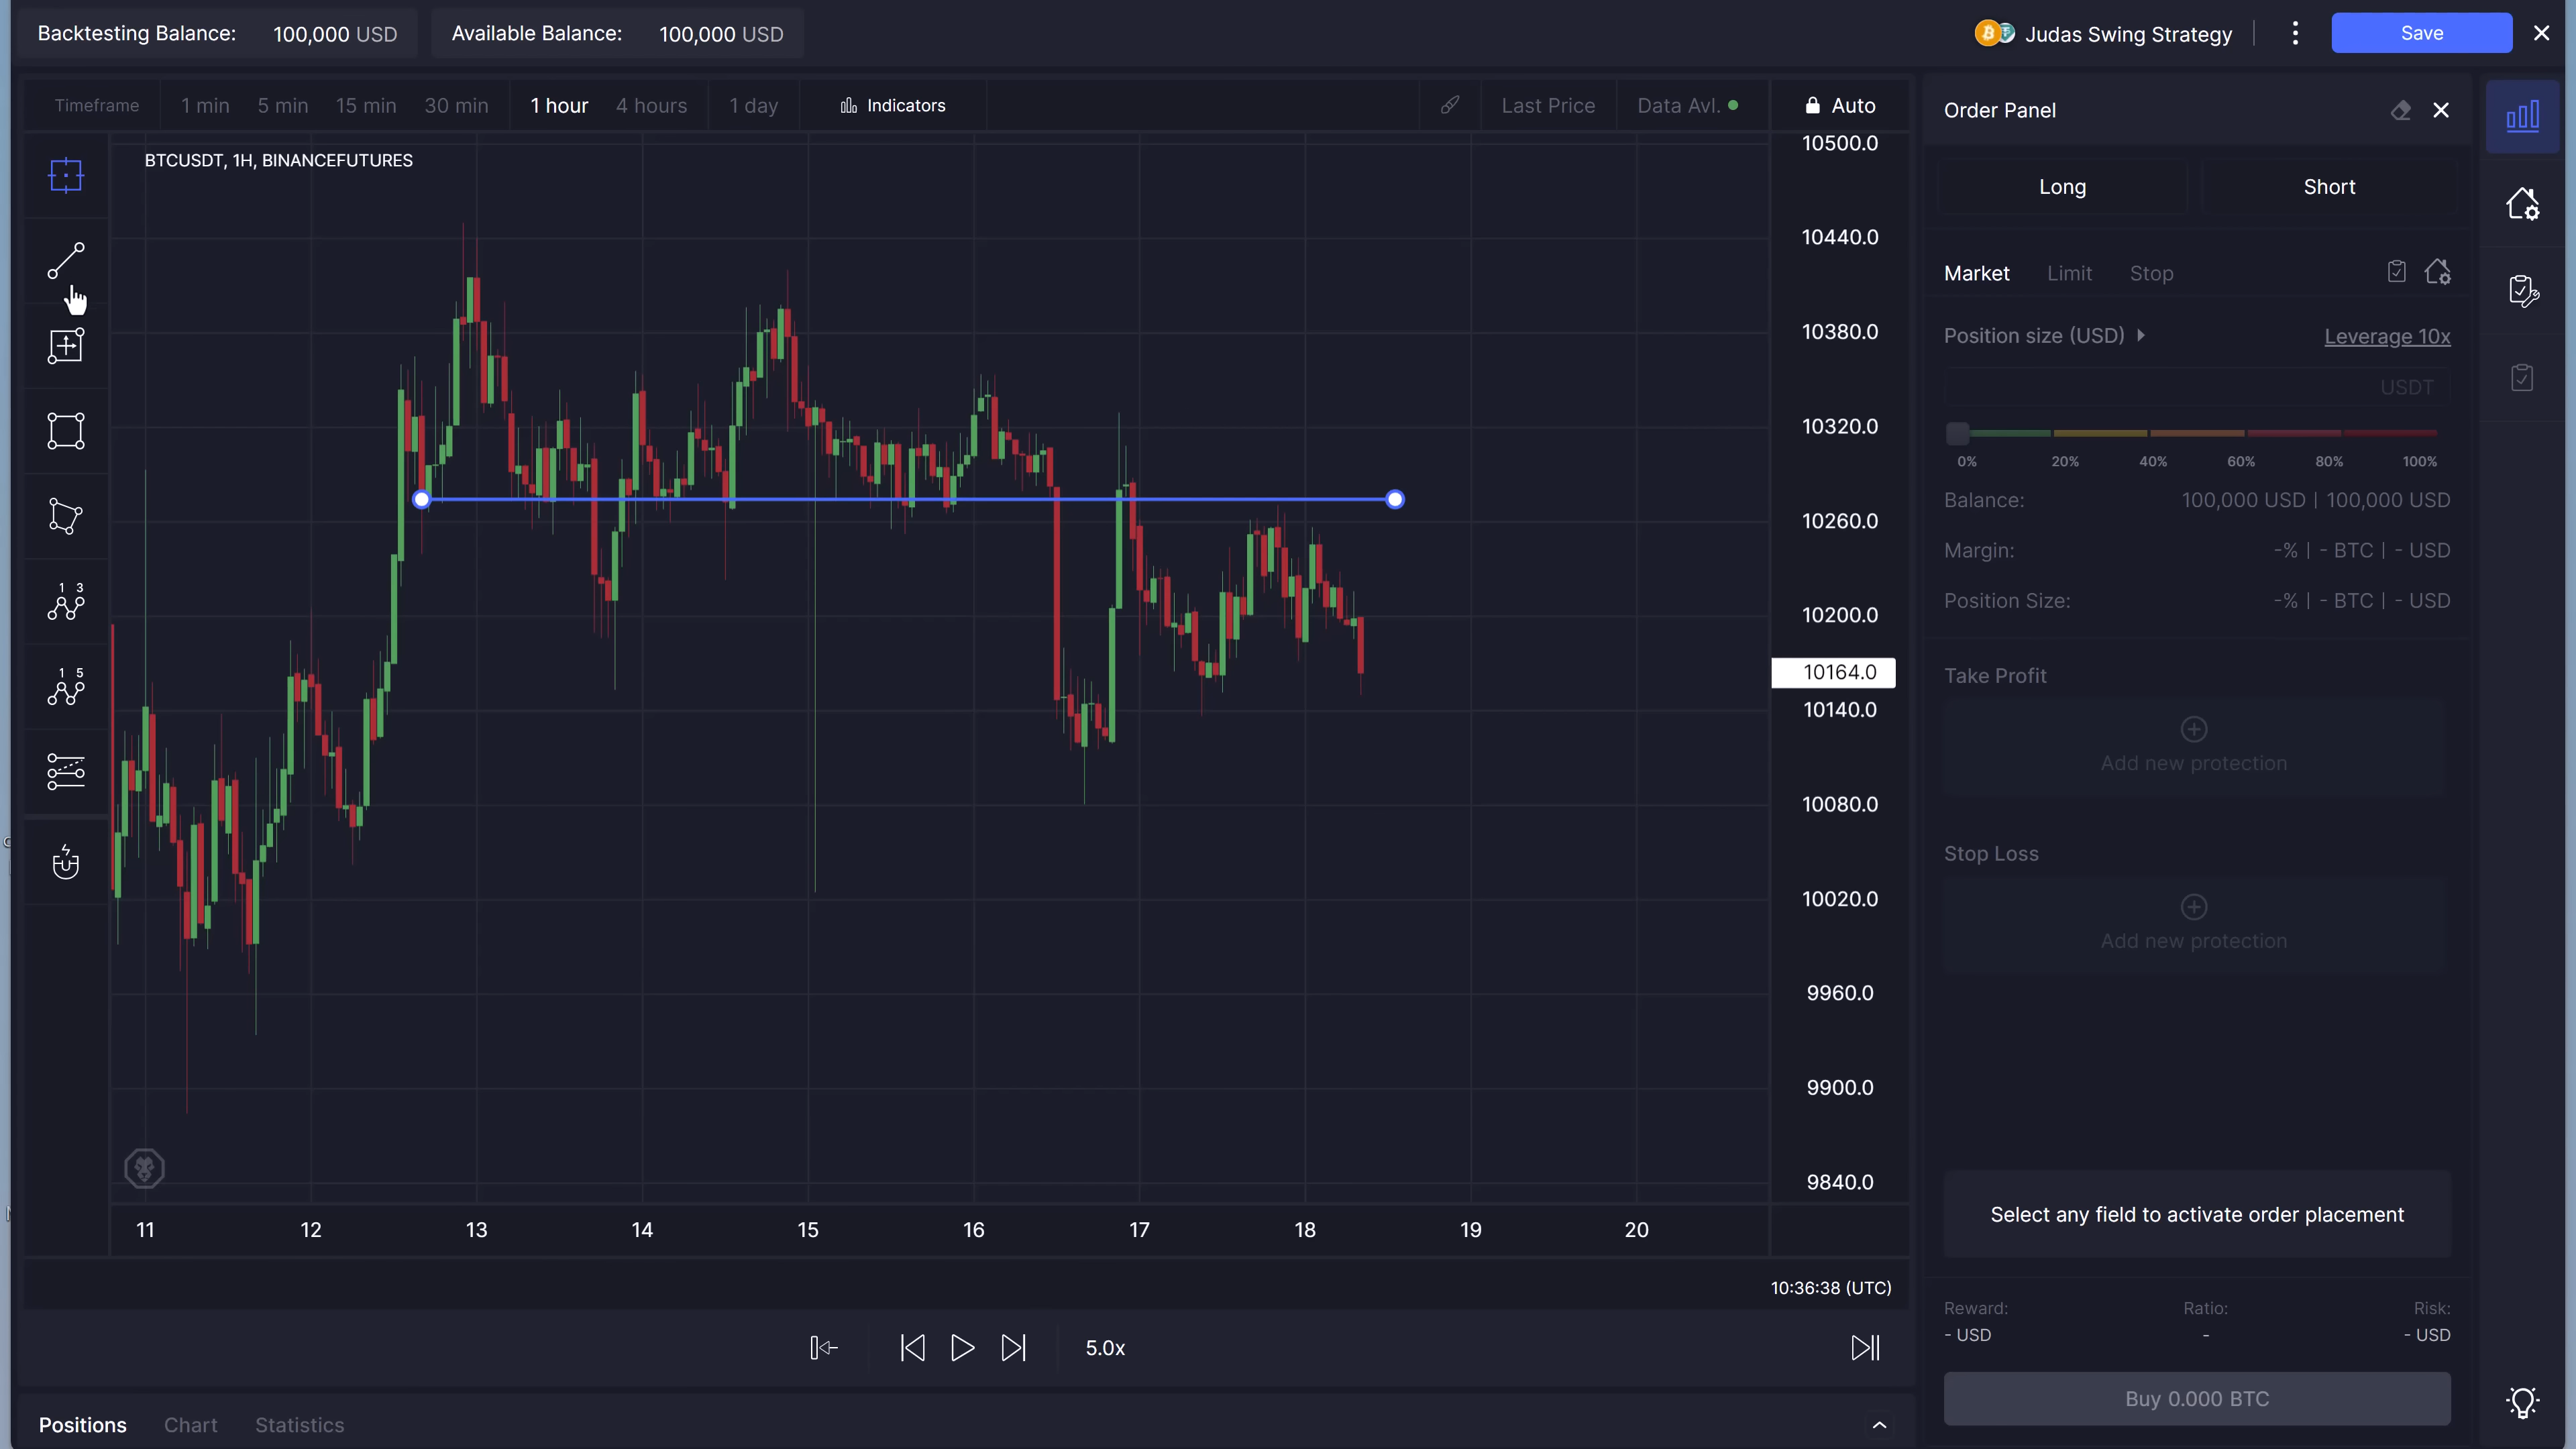 Backtesting Balance: 100,000 USD Available Balance: 100,000 USD Judas Swing Strategy Save
Timeframe 1 min 5 min 15 min 30 min 1 hour 4 hours 1 day Indicators Last Price Data Avl. Auto
BTCUSDT, 1H, BINANCEFUTURES
10500.0
10440.0
10380.0
10320.0
10260.0
10200.0
10164.0
10140.0
10080.0
10020.0
9960.0
9900.0
9840.0
1 3
1 5
11 12 13 14 15 16 17 18 19 20
10:36:38 (UTC)
5.0x
Positions Chart Statistics
Order Panel
Long Short
Market Limit Stop
Position size (USD) Leverage 10x
USDT
0% 20% 40% 60% 80% 100%
Balance: 100,000 USD | 100,000 USD
Margin: -% | - BTC | - USD
Position Size: -% | - BTC | - USD
Take Profit
Add new protection
Stop Loss
Add new protection
Select any field to activate order placement
Reward: Ratio: Risk:
- USD - - USD
Buy 0.000 BTC